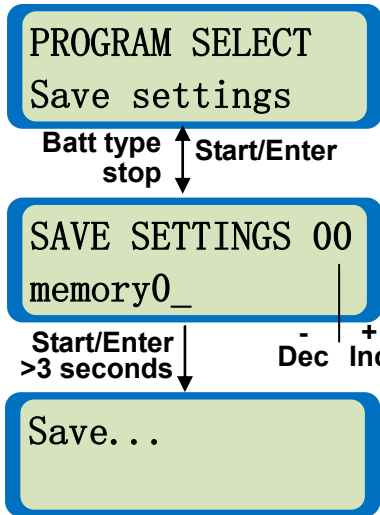 PROGRAM SELECT
Save settings
Batt type
stop
Start/Enter
SAVE SETTINGS 00
memory0_
Start/Enter
>3 seconds
- +
Dec Inc
Save...